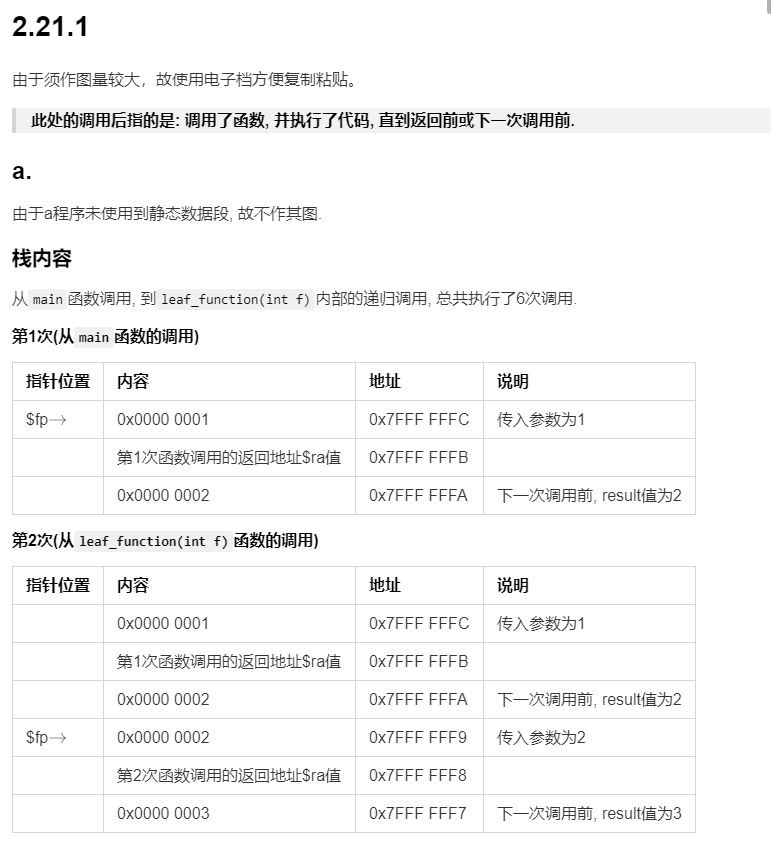 2.21.1
由于须作图量较大，故使用电子档方便复制粘贴。
此处的调用后指的是: 调用了函数, 并执行了代码, 直到返回前或下一次调用前.
a.
由于a程序未使用到静态数据段, 故不作其图.
栈内容
从 main 函数调用, 到 leaf_function(int f) 内部的递归调用, 总共执行了6次调用.
第1次(从 main 函数的调用)
指针位置 内容 地址 说明
$fp→ 0x0000 0001 0x7FFF FFFC 传入参数为1
第1次函数调用的返回地址$ra值 0x7FFF FFFB
0x0000 0002 0x7FFF FFFA 下一次调用前, result值为2
第2次(从 leaf_function(int f) 函数的调用)
指针位置 内容 地址 说明
0x0000 0001 0x7FFF FFFC 传入参数为1
第1次函数调用的返回地址$ra值 0x7FFF FFFB
0x0000 0002 0x7FFF FFFA 下一次调用前, result值为2
$fp→ 0x0000 0002 0x7FFF FFF9 传入参数为2
第2次函数调用的返回地址$ra值 0x7FFF FFF8
0x0000 0003 0x7FFF FFF7 下一次调用前, result值为3